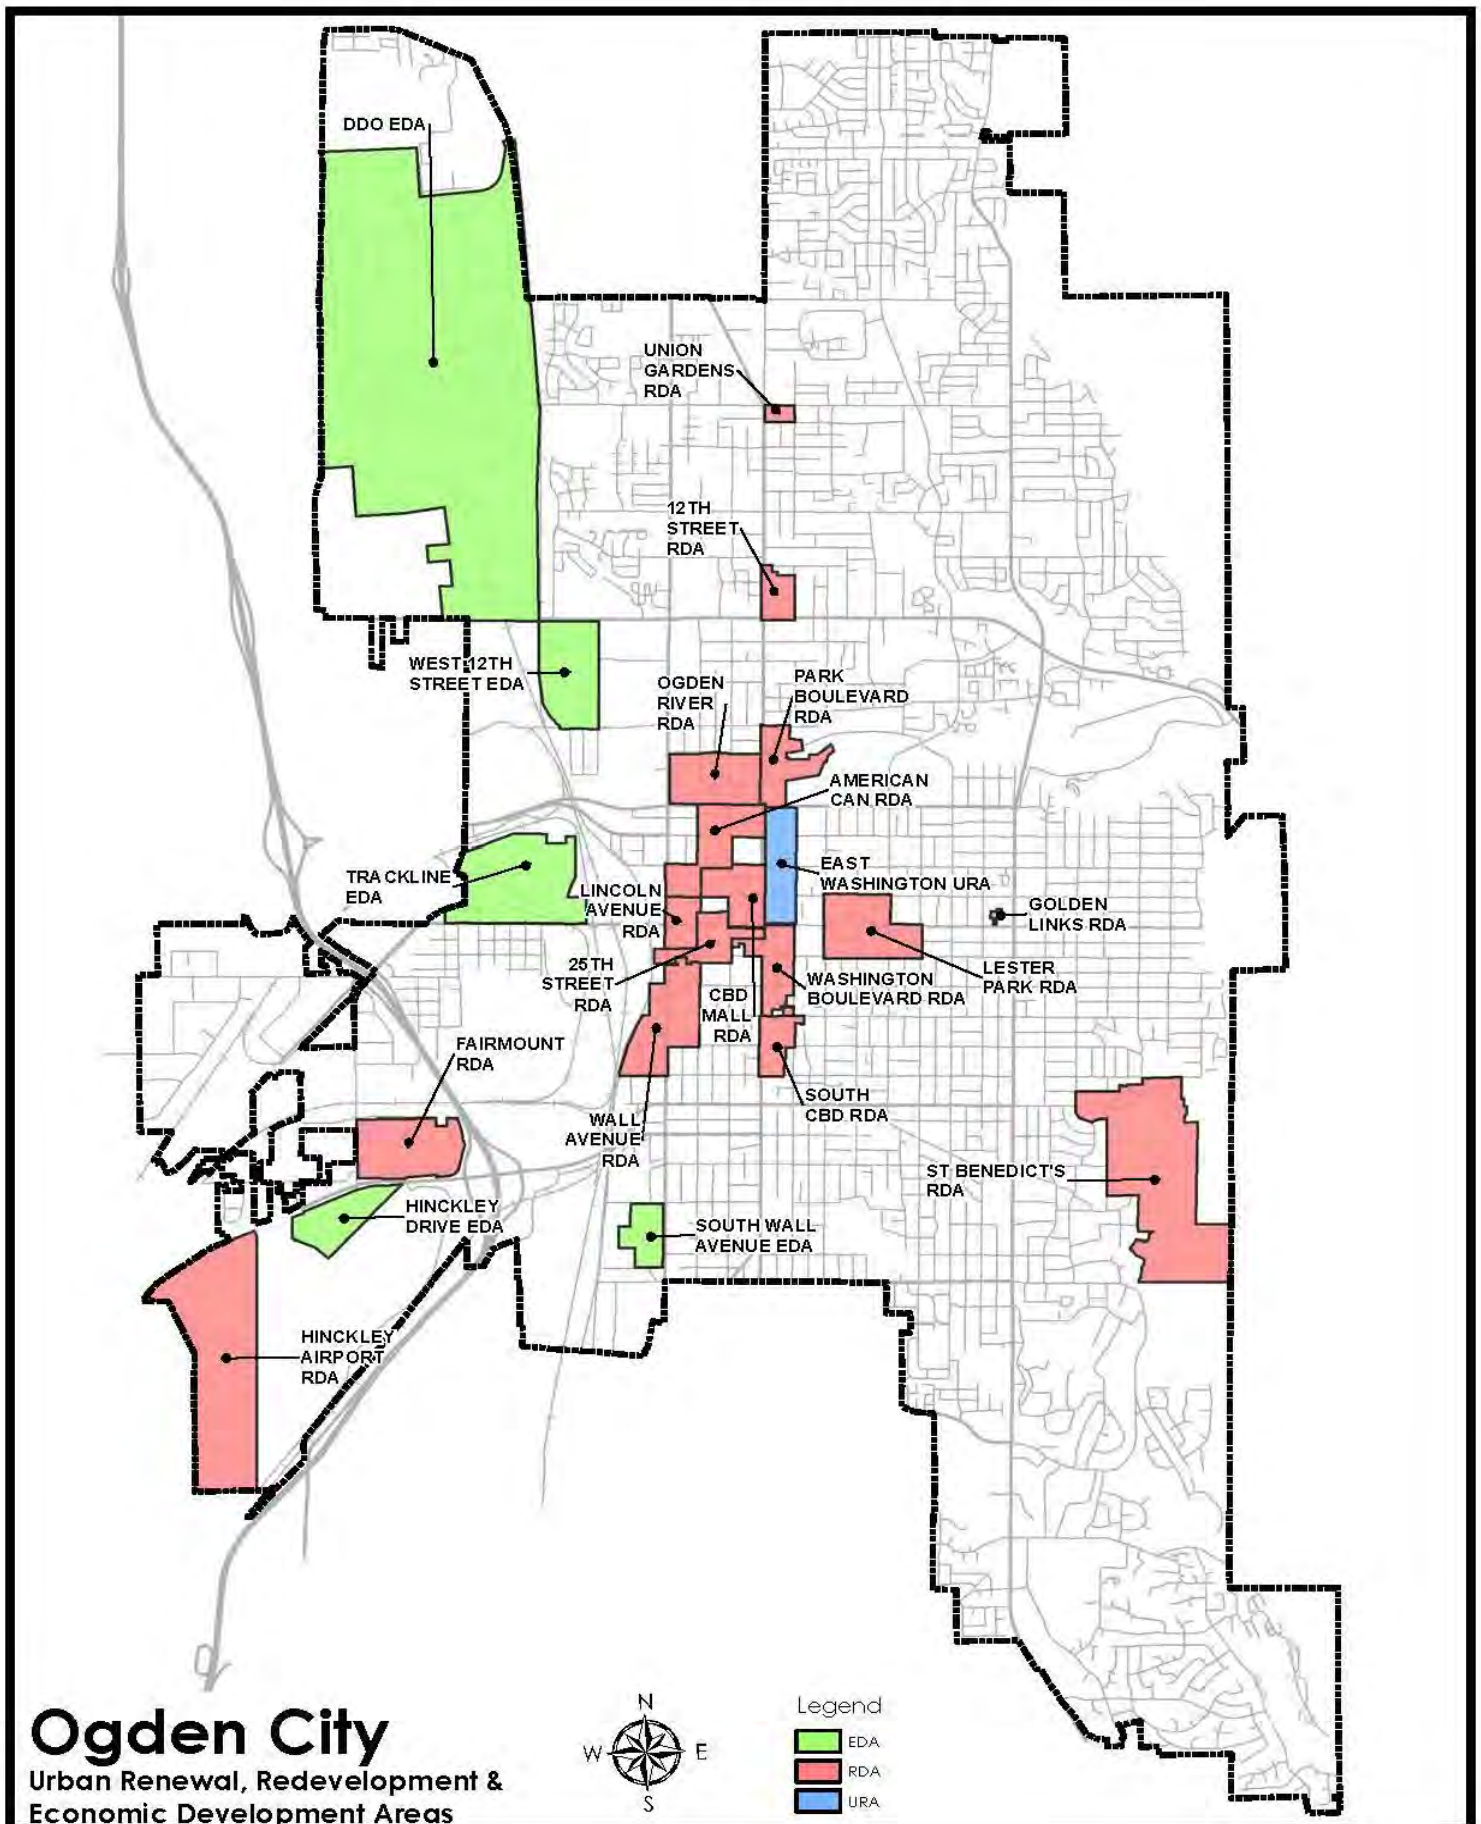 DDO EDA
UNION
GARDENS
RDA
12TH
STREET
RDA
WEST 12TH
STREET EDA
OGDEN
RIVER
RDA
PARK
BOULEVARD
RDA
AMERICAN
CAN RDA
TRACKLINE
EDA
LINCOLN
AVENUE
RDA
EAST
WASHINGTON URA
GOLDEN
LINKS RDA
25TH
STREET
RDA
CBD
MALL
RDA
WASHINGTON
BOULEVARD RDA
LESTER
PARK RDA
FAIRMOUNT
RDA
SOUTH
CBD RDA
WALL
AVENUE
RDA
ST BENEDICT'S
RDA
HINCKLEY
DRIVE EDA
SOUTH WALL
AVENUE EDA
HINCKLEY
AIRPORT
RDA
Ogden City
Urban Renewal, Redevelopment &
Economic Development Areas
N
W E
S
Legend
EDA
RDA
URA